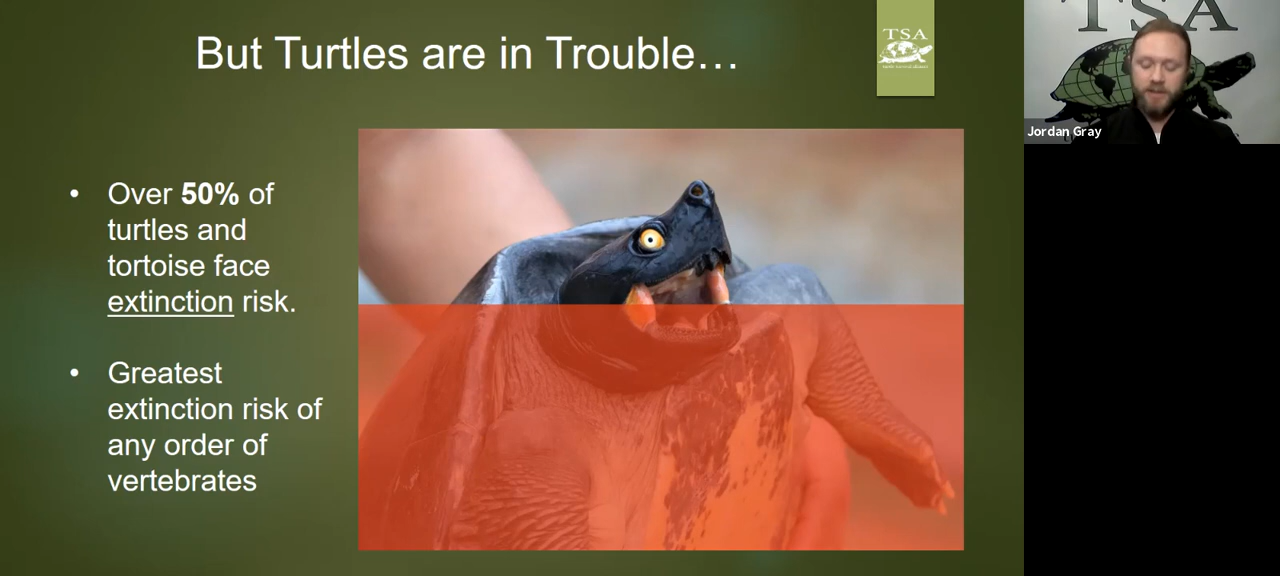 But Turtles are in Trouble…
TSA
TSA
Jordan Gray
• Over 50% of
turtles and
tortoise face
extinction risk.
• Greatest
extinction risk of
any order of
vertebrates